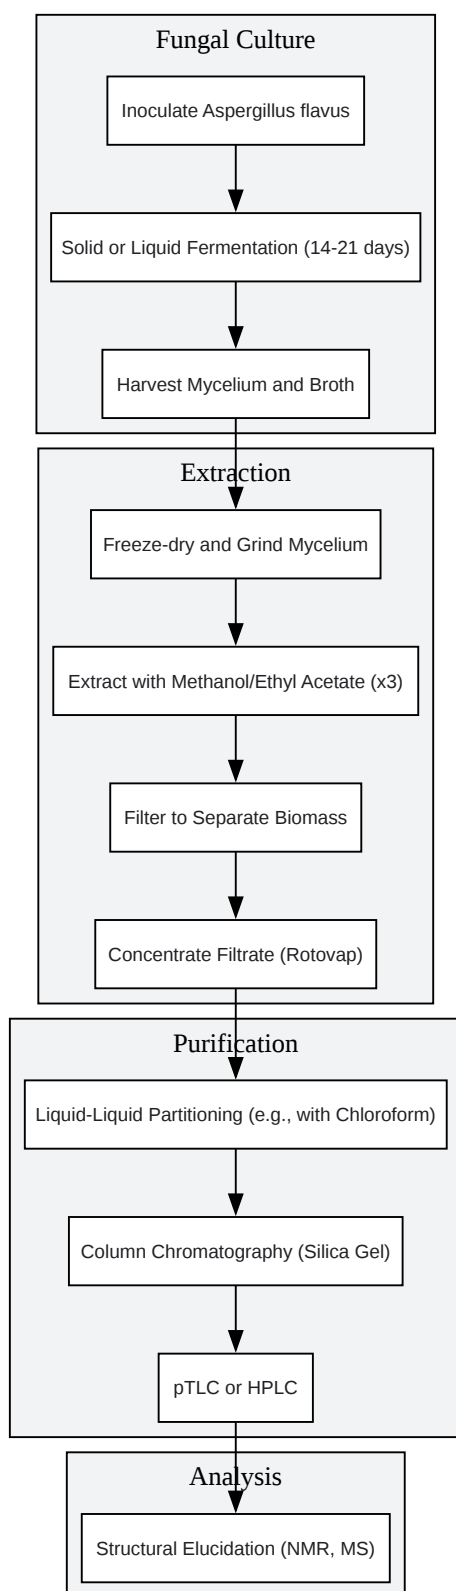 Fungal Culture
Inoculate Aspergillus flavus
Solid or Liquid Fermentation (14-21 days)
Harvest Mycelium and Broth
Extraction
Freeze-dry and Grind Mycelium
Extract with Methanol/Ethyl Acetate (x3)
Filter to Separate Biomass
Concentrate Filtrate (Rotovap)
Purification
Liquid-Liquid Partitioning (e.g., with Chloroform)
Column Chromatography (Silica Gel)
pTLC or HPLC
Analysis
Structural Elucidation (NMR, MS)